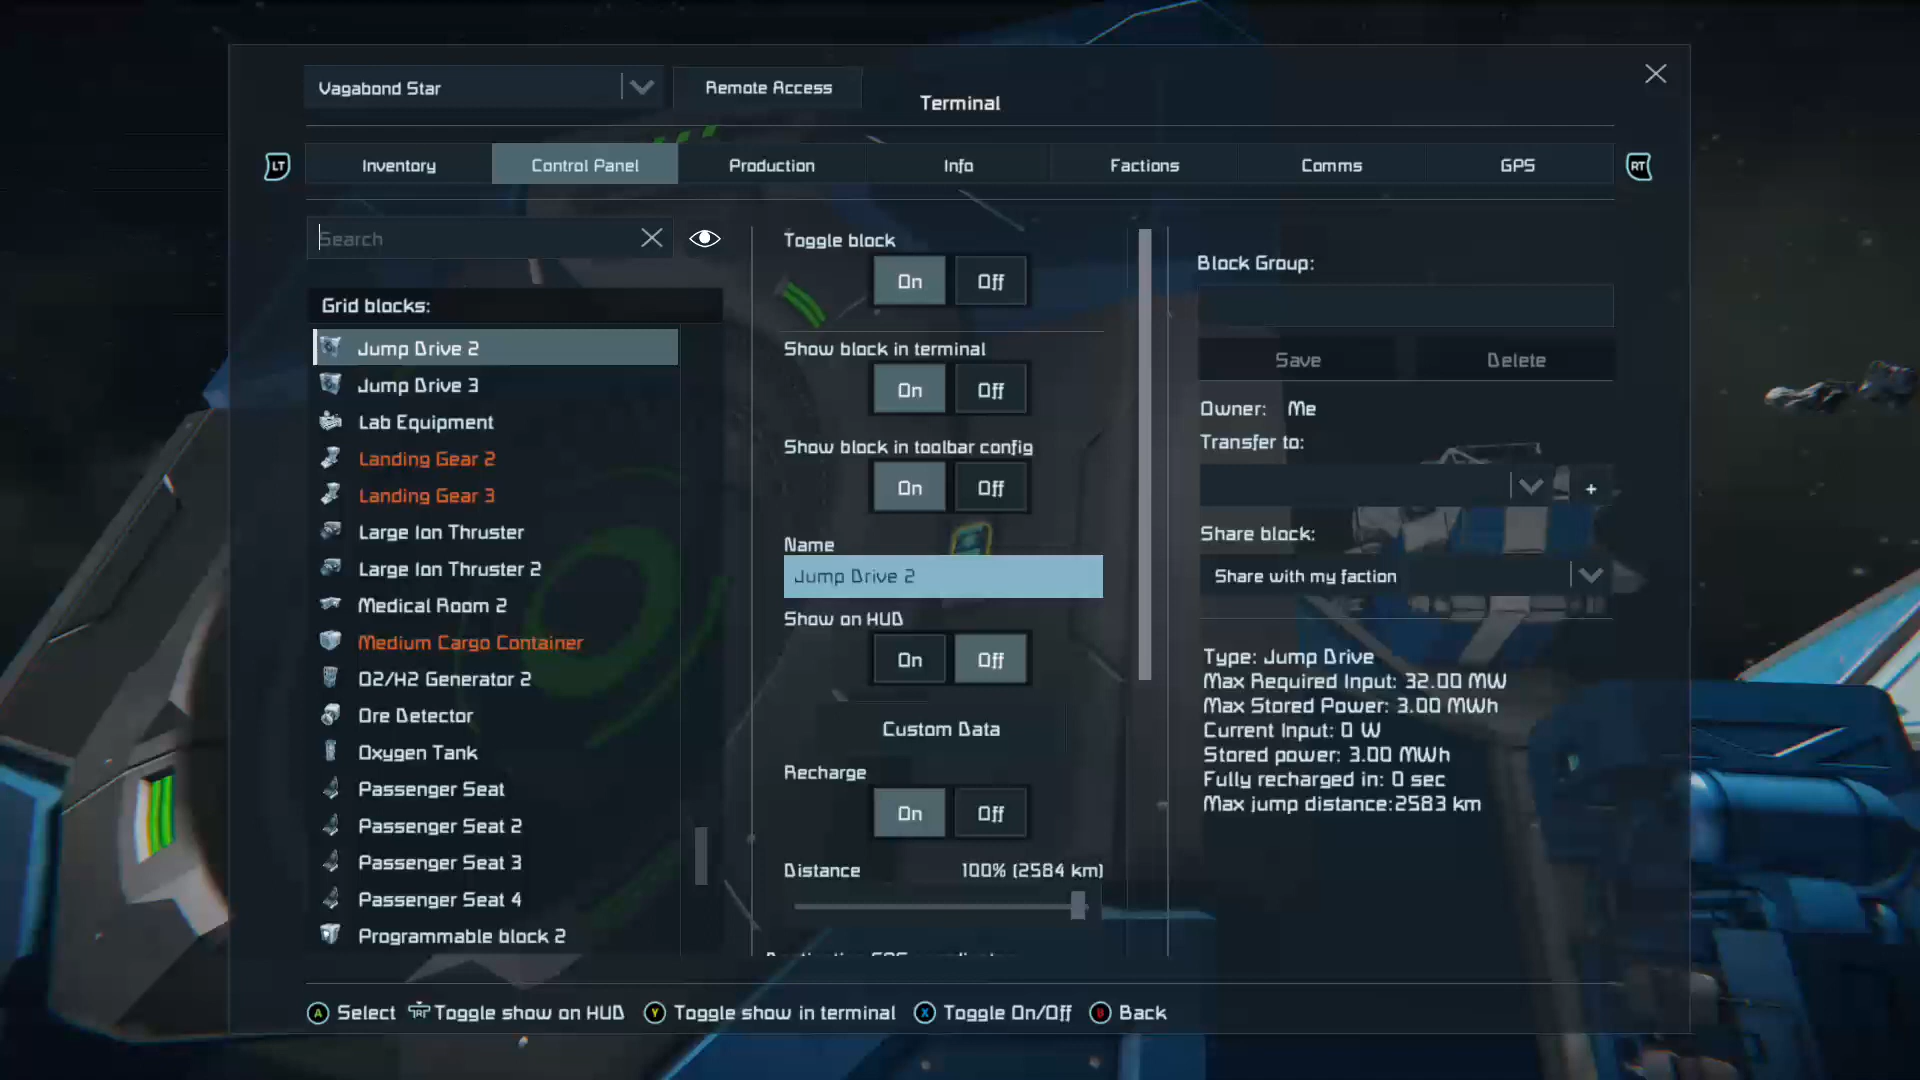 Vagabond Star
Remote Access
Terminal
LT
Inventory
Control Panel
Production
Info
Factions
Comms
GPS
RT
Search
Grid blocks:
Jump Drive 2
Jump Drive 3
Lab Equipment
Landing Gear 2
Landing Gear 3
Large Ion Thruster
Large Ion Thruster 2
Medical Room 2
Medium Cargo Container
O2/H2 Generator 2
Ore Detector
Oxygen Tank
Passenger Seat
Passenger Seat 2
Passenger Seat 3
Passenger Seat 4
Programmable block 2
Toggle block
On Off
Show block in terminal
On Off
Show block in toolbar config
On Off
Name
Jump Drive 2
Show on HUD
On Off
Custom Data
Recharge
On Off
Distance 100% (2584 km)
Block Group:
Save Delete
Owner: Me
Transfer to:
+
Share block:
Share with my faction
Type: Jump Drive
Max Required Input: 32.00 MW
Max Stored Power: 3.00 MWh
Current Input: 0 W
Stored power: 3.00 MWh
Fully recharged in: 0 sec
Max jump distance:2583 km
A Select Toggle show on HUD Y Toggle show in terminal X Toggle On/Off B Back